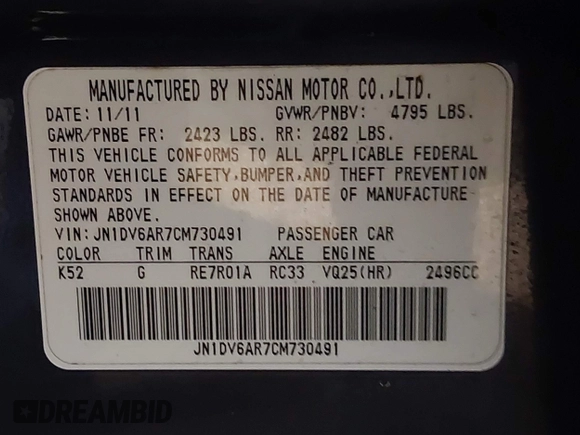 MANUFACTURED BY NISSAN MOTOR CO.,LTD.
DATE: 11/11 GVWR/PNBV: 4795 LBS.
GAWR/PNBE FR: 2423 LBS. RR: 2482 LBS.
THIS VEHICLE CONFORMS TO ALL APPLICABLE FEDERAL
MOTOR VEHICLE SAFETY,BUMPER,AND THEFT PREVENTION
STANDARDS IN EFFECT ON THE DATE OF MANUFACTURE
SHOWN ABOVE.
VIN: JN1DV6AR7CM730491 PASSENGER CAR
COLOR TRIM TRANS AXLE ENGINE
K52 G RE7R01A RC33 VQ25(HR) 2496CC
JN1DV6AR7CM730491
DREAMBID